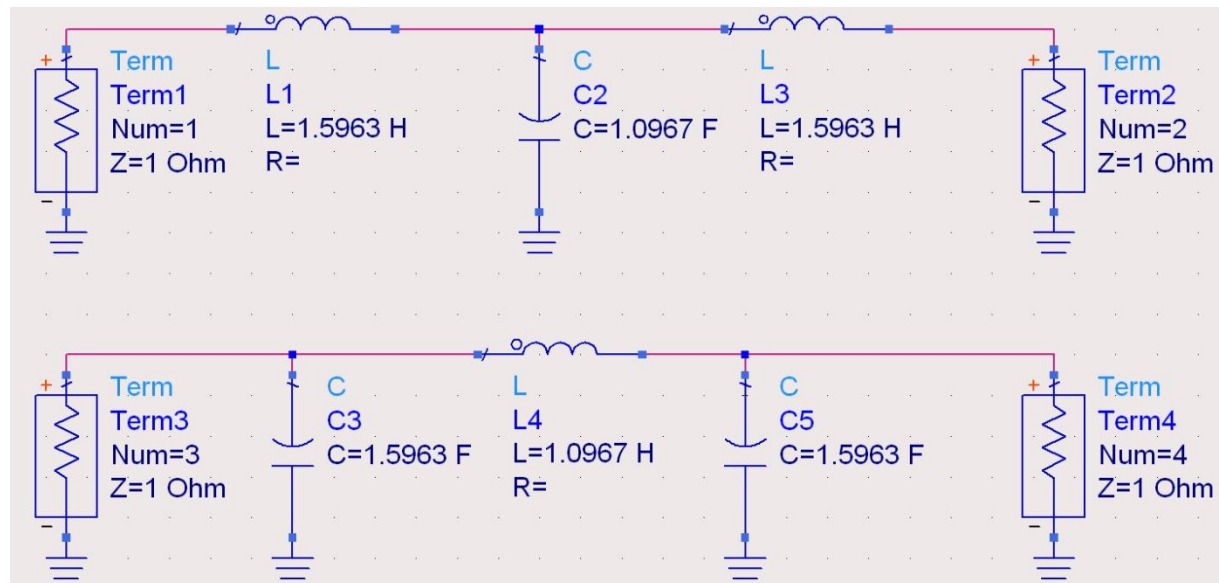 +
Term
Term1
Num=1
Z=1 Ohm
-
L
L1
L=1.5963 H
R=
C
C2
C=1.0967 F
L
L3
L=1.5963 H
R=
+
Term
Term2
Num=2
Z=1 Ohm
-
+
Term
Term3
Num=3
Z=1 Ohm
-
C
C3
C=1.5963 F
L
L4
L=1.0967 H
R=
C
C5
C=1.5963 F
+
Term
Term4
Num=4
Z=1 Ohm
-